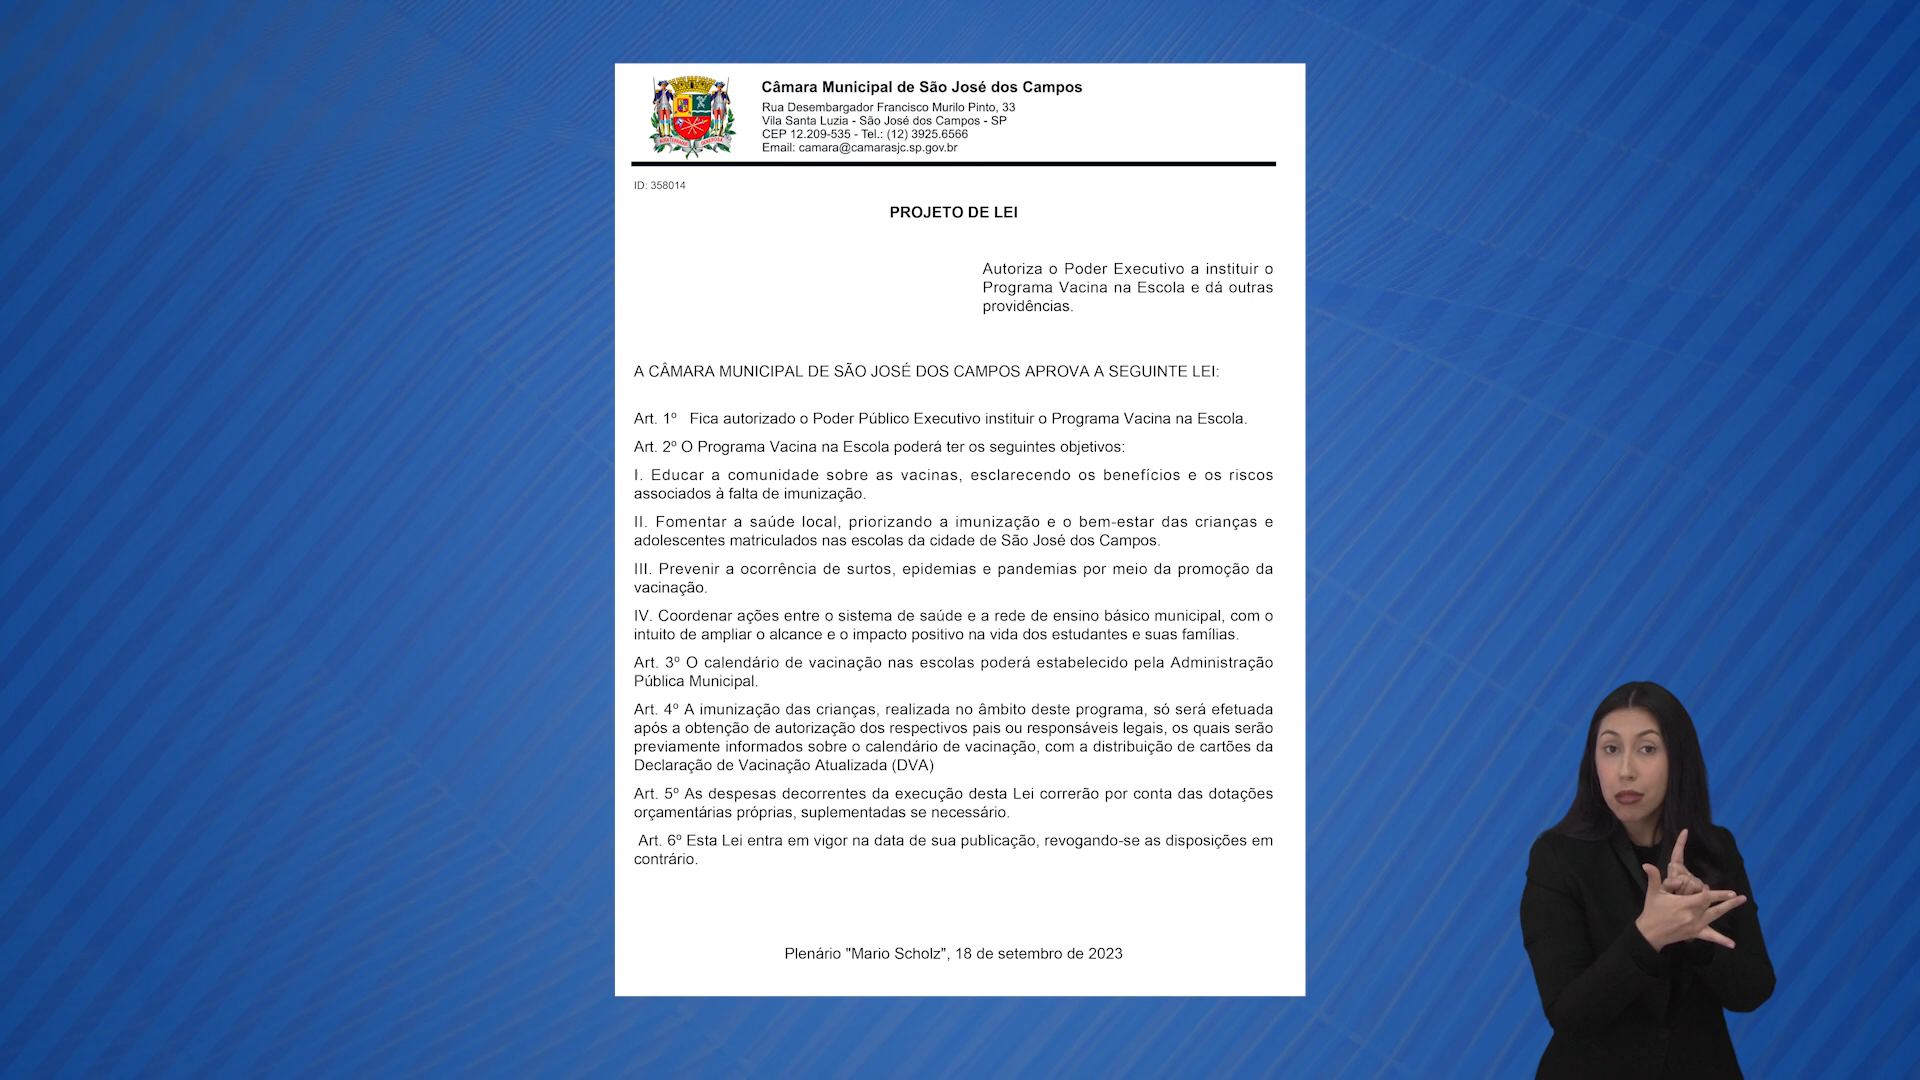 Câmara Municipal de São José dos Campos
Rua Desembargador Francisco Murilo Pinto, 33
Vila Santa Luzia - São José dos Campos - SP
CEP 12.209-535 - Tel.: (12) 3925.6566
Email: camara@camarasjc.sp.gov.br
ID: 358014
PROJETO DE LEI
Autoriza o Poder Executivo a instituir o
Programa Vacina na Escola e dá outras
providências.
A CÂMARA MUNICIPAL DE SÃO JOSÉ DOS CAMPOS APROVA A SEGUINTE LEI:
Art. 1º Fica autorizado o Poder Público Executivo instituir o Programa Vacina na Escola.
Art. 2º O Programa Vacina na Escola poderá ter os seguintes objetivos:
I. Educar a comunidade sobre as vacinas, esclarecendo os benefícios e os riscos
associados à falta de imunização.
II. Fomentar a saúde local, priorizando a imunização e o bem-estar das crianças e
adolescentes matriculados nas escolas da cidade de São José dos Campos.
III. Prevenir a ocorrência de surtos, epidemias e pandemias por meio da promoção da
vacinação.
IV. Coordenar ações entre o sistema de saúde e a rede de ensino básico municipal, com o
intuito de ampliar o alcance e o impacto positivo na vida dos estudantes e suas famílias.
Art. 3º O calendário de vacinação nas escolas poderá estabelecido pela Administração
Pública Municipal.
Art. 4º A imunização das crianças, realizada no âmbito deste programa, só será efetuada
após a obtenção de autorização dos respectivos pais ou responsáveis legais, os quais serão
previamente informados sobre o calendário de vacinação, com a distribuição de cartões da
Declaração de Vacinação Atualizada (DVA)
Art. 5º As despesas decorrentes da execução desta Lei correrão por conta das dotações
orçamentárias próprias, suplementadas se necessário.
Art. 6º Esta Lei entra em vigor na data de sua publicação, revogando-se as disposições em
contrário.
Plenário "Mario Scholz", 18 de setembro de 2023